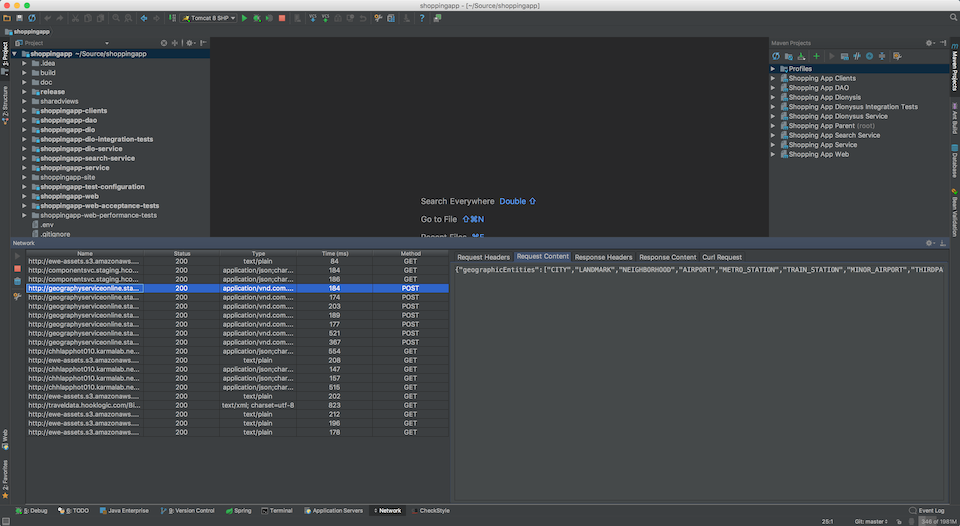 shoppingapp - [~/Source/shoppingapp]
Tomcat 8 SHP
shoppingapp
1: Project
Project
shoppingapp ~/Source/shoppingapp
.idea
build
doc
release
sharedviews
shoppingapp-clients
shoppingapp-dao
shoppingapp-dio
shoppingapp-dio-integration-tests
shoppingapp-dio-service
shoppingapp-search-service
shoppingapp-service
shoppingapp-site
shoppingapp-test-configuration
shoppingapp-web
shoppingapp-web-acceptance-tests
shoppingapp-web-performance-tests
.env
.gitignore
7: Structure
Search Everywhere Double ⇧
Go to File ⇧⌘N
Recent Files ⌘E
Maven Projects
Profiles
Shopping App Clients
Shopping App DAO
Shopping App Dionysis
Shopping App Dionysus Integration Tests
Shopping App Dionysus Service
Shopping App Parent (root)
Shopping App Search Service
Shopping App Service
Shopping App Web
Maven Projects
Ant Build
Database
Bean Validation
Network
Name Status Type Time (ms) Method
http://ewe-assets.s3.amazonaws.... 200 text/plain 84 GET
http://componentsvc.staging.hco... 200 application/json;char... 184 GET
http://componentsvc.staging.hco... 200 application/json;char... 186 GET
http://geographyserviceonline.sta... 200 application/vnd.com.... 184 POST
http://geographyserviceonline.sta... 200 application/vnd.com.... 174 POST
http://geographyserviceonline.sta... 200 application/vnd.com.... 203 POST
http://geographyserviceonline.sta... 200 application/vnd.com.... 189 POST
http://geographyserviceonline.sta... 200 application/vnd.com.... 177 POST
http://geographyserviceonline.sta... 200 application/vnd.com.... 521 POST
http://geographyserviceonline.sta... 200 application/vnd.com.... 367 POST
http://chhlapphot010.karmalab.ne... 200 application/json;char... 554 GET
http://ewe-assets.s3.amazonaws.... 200 text/plain 208 GET
http://chhlapphot010.karmalab.ne... 200 application/json;char... 147 GET
http://chhlapphot010.karmalab.ne... 200 application/json;char... 157 GET
http://chhlapphot010.karmalab.ne... 200 application/json;char... 515 GET
http://ewe-assets.s3.amazonaws.... 200 text/plain 202 GET
http://traveldata.hooklogic.com/Bi... 200 text/xml; charset=utf-8 823 GET
http://ewe-assets.s3.amazonaws.... 200 text/plain 212 GET
http://ewe-assets.s3.amazonaws.... 200 text/plain 196 GET
http://ewe-assets.s3.amazonaws.... 200 text/plain 178 GET
Request Headers Request Content Response Headers Response Content Curl Request
{"geographicEntities":["CITY","LANDMARK","NEIGHBORHOOD","AIRPORT","METRO_STATION","TRAIN_STATION","MINOR_AIRPORT","THIRDPA
Web
2: Favorites
5: Debug 6: TODO Java Enterprise 9: Version Control Spring Terminal Application Servers Network CheckStyle Event Log
25:1 Git: master 346 of 1981M